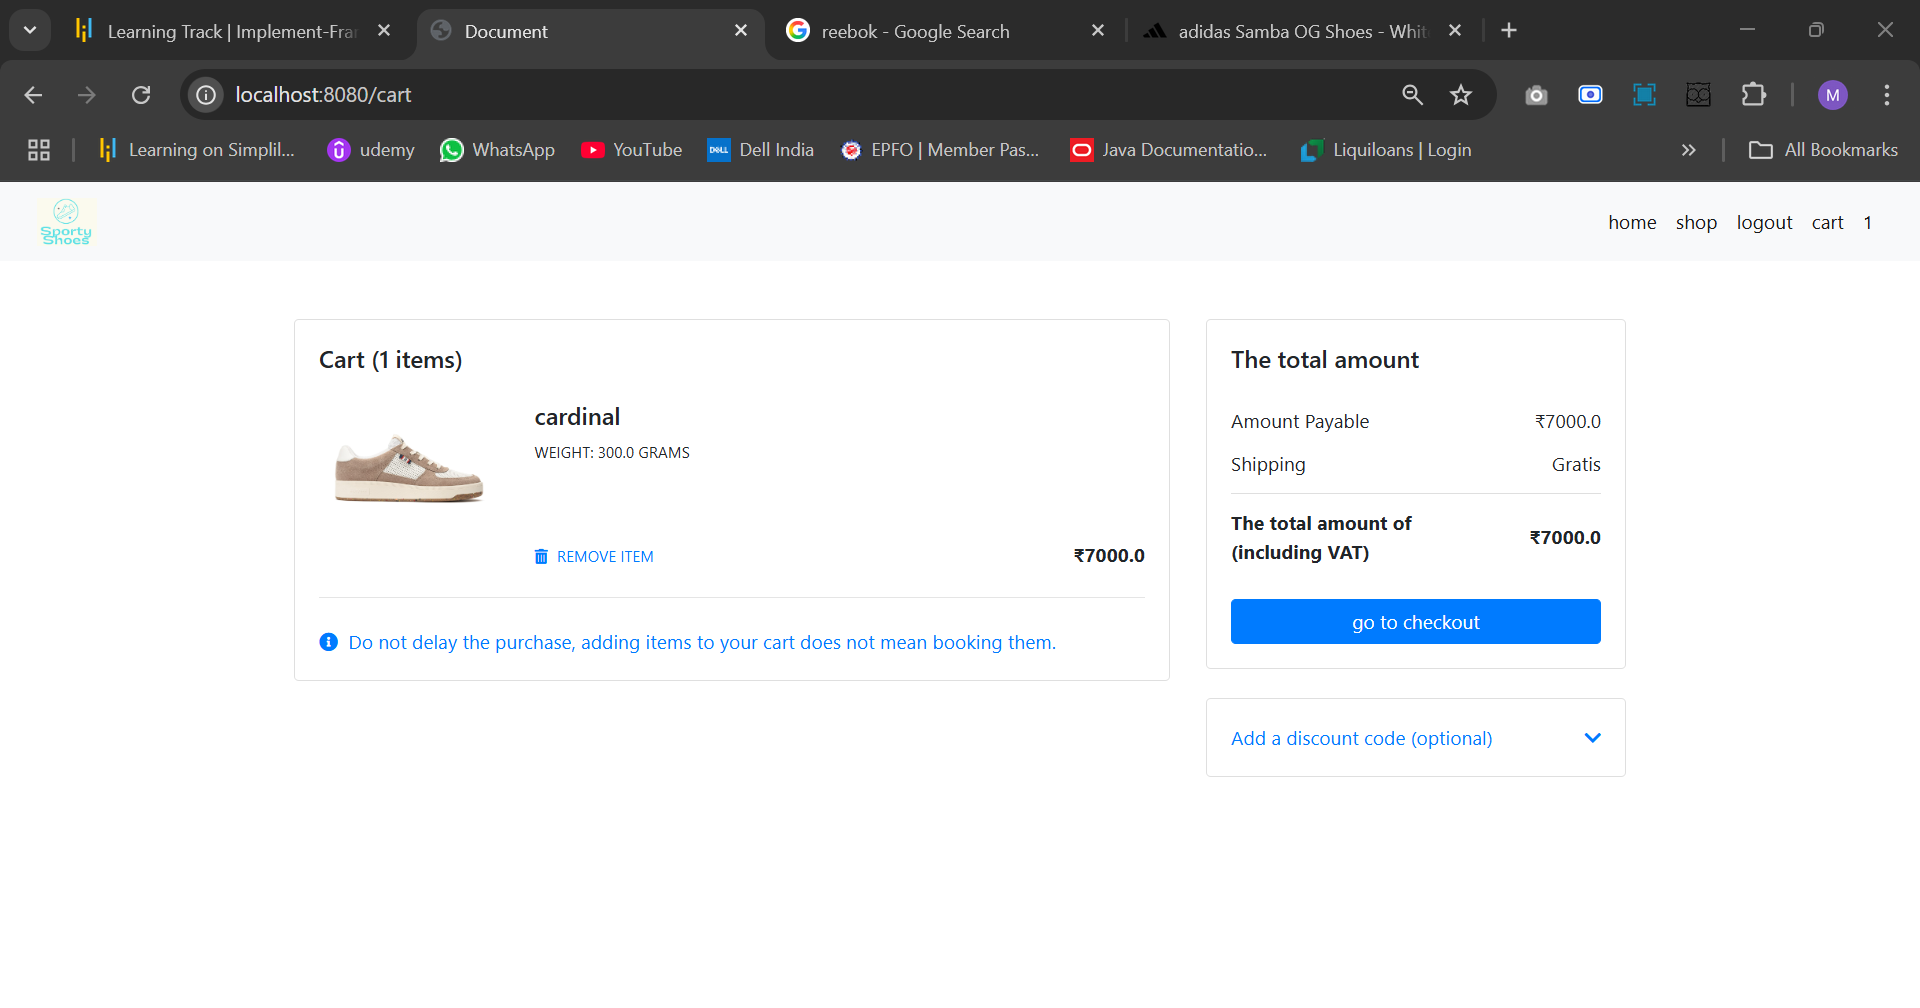 Learning Track | Implement-Fra
Document
reebok - Google Search
adidas Samba OG Shoes - Whit
localhost:8080/cart
M
Learning on Simplil...
udemy
WhatsApp
YouTube
DELL
Dell India
EPFO | Member Pas...
Java Documentatio...
Liquiloans | Login
All Bookmarks
Sporty
Shoes
home shop logout cart 1
Cart (1 items)
cardinal
WEIGHT: 300.0 GRAMS
REMOVE ITEM
₹7000.0
Do not delay the purchase, adding items to your cart does not mean booking them.
The total amount
Amount Payable ₹7000.0
Shipping Gratis
The total amount of
(including VAT)
₹7000.0
go to checkout
Add a discount code (optional)